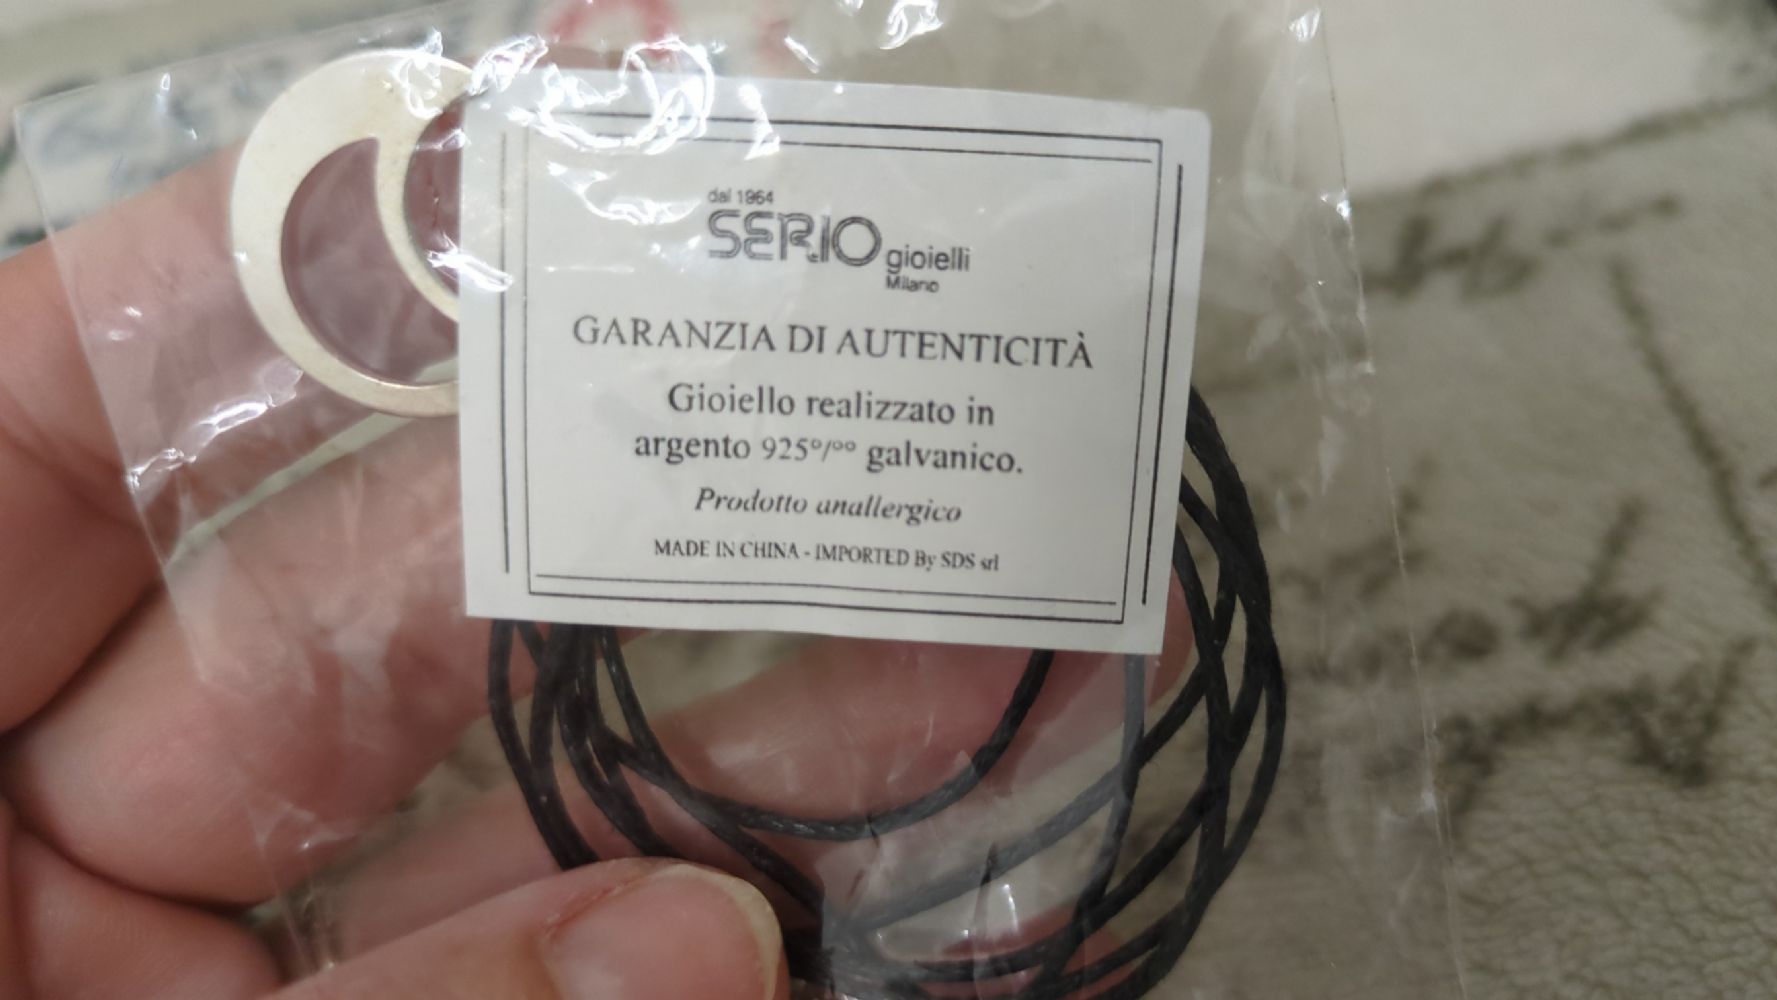 dal 1964
SERIO gioielli
Milano
GARANZIA DI AUTENTICITÀ
Gioiello realizzato in
argento 925°/°° galvanico.
Prodotto anallergico
MADE IN CHINA - IMPORTED By SDS srl